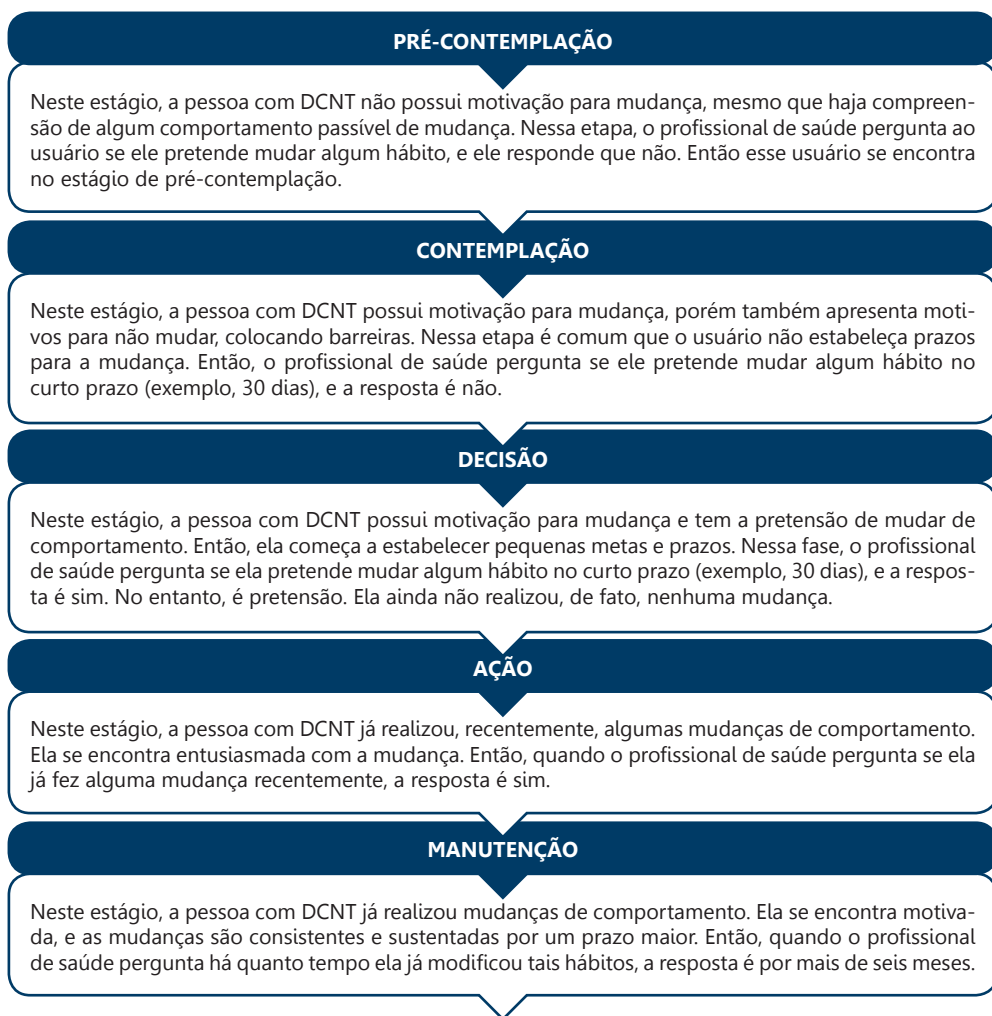 PRÉ-CONTEMPLAÇÃO
Neste estágio, a pessoa com DCNT não possui motivação para mudança, mesmo que haja compreen-
são de algum comportamento passível de mudança. Nessa etapa, o profissional de saúde pergunta ao
usuário se ele pretende mudar algum hábito, e ele responde que não. Então esse usuário se encontra
no estágio de pré-contemplação.
CONTEMPLAÇÃO
Neste estágio, a pessoa com DCNT possui motivação para mudança, porém também apresenta moti-
vos para não mudar, colocando barreiras. Nessa etapa é comum que o usuário não estabeleça prazos
para a mudança. Então, o profissional de saúde pergunta se ele pretende mudar algum hábito no
curto prazo (exemplo, 30 dias), e a resposta é não.
DECISÃO
Neste estágio, a pessoa com DCNT possui motivação para mudança e tem a pretensão de mudar de
comportamento. Então, ela começa a estabelecer pequenas metas e prazos. Nessa fase, o profissional
de saúde pergunta se ela pretende mudar algum hábito no curto prazo (exemplo, 30 dias), e a respos-
ta é sim. No entanto, é pretensão. Ela ainda não realizou, de fato, nenhuma mudança.
AÇÃO
Neste estágio, a pessoa com DCNT já realizou, recentemente, algumas mudanças de comportamento.
Ela se encontra entusiasmada com a mudança. Então, quando o profissional de saúde pergunta se ela
já fez alguma mudança recentemente, a resposta é sim.
MANUTENÇÃO
Neste estágio, a pessoa com DCNT já realizou mudanças de comportamento. Ela se encontra motiva-
da, e as mudanças são consistentes e sustentadas por um prazo maior. Então, quando o profissional
de saúde pergunta há quanto tempo ela já modificou tais hábitos, a resposta é por mais de seis meses.